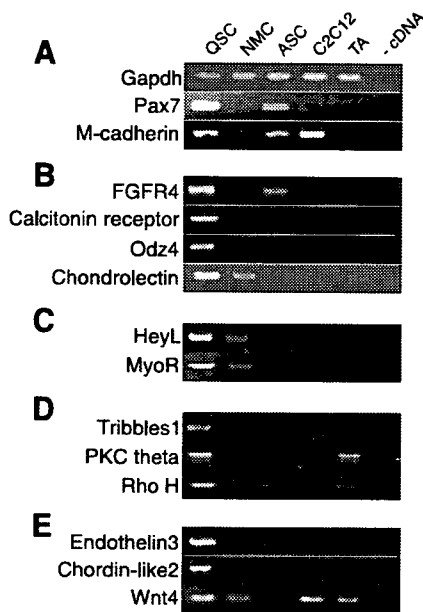 QSC NMC ASC C2C12 TA - cDNA
A
Gapdh
Pax7
M-cadherin
B
FGFR4
Calcitonin receptor
Odz4
Chondrolectin
C
HeyL
MyoR
D
Tribbles1
PKC theta
Rho H
E
Endothelin3
Chordin-like2
Wnt4